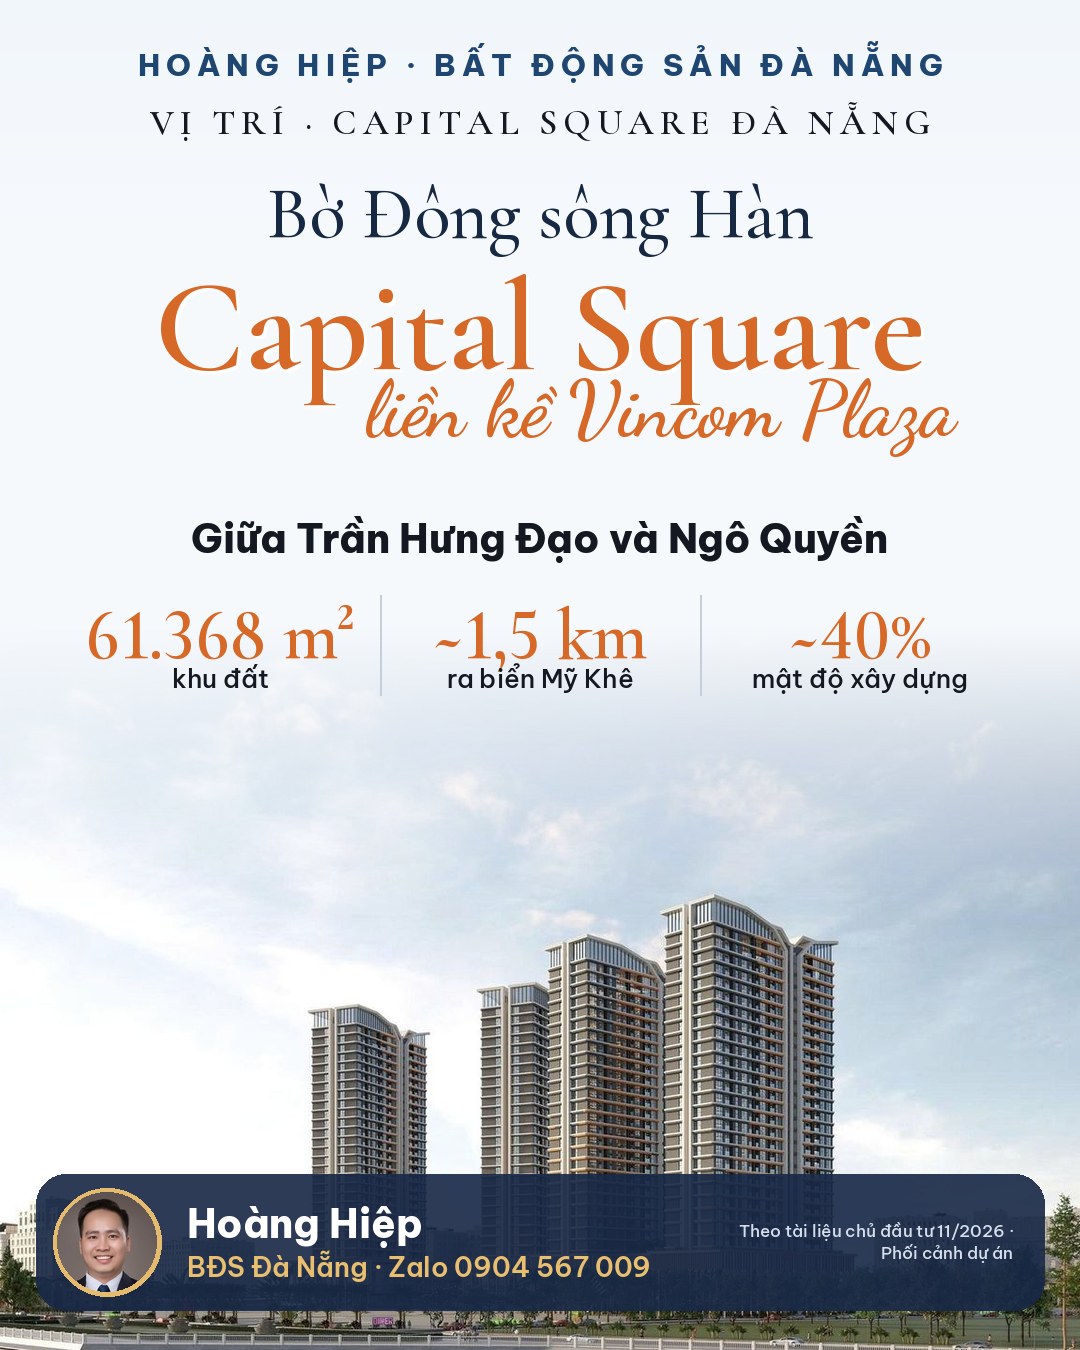 HOÀNG HIỆP · BẤT ĐỘNG SẢN ĐÀ NẴNG
VỊ TRÍ · CAPITAL SQUARE ĐÀ NẴNG
Bờ Đông sông Hàn
Capital Square
liền kề Vincom Plaza
Giữa Trần Hưng Đạo và Ngô Quyền
61.368 m²
khu đất
~1,5 km
ra biển Mỹ Khê
~40%
mật độ xây dựng
Hoàng Hiệp
BĐS Đà Nẵng · Zalo 0904 567 009
Theo tài liệu chủ đầu tư 11/2026 ·
Phối cảnh dự án